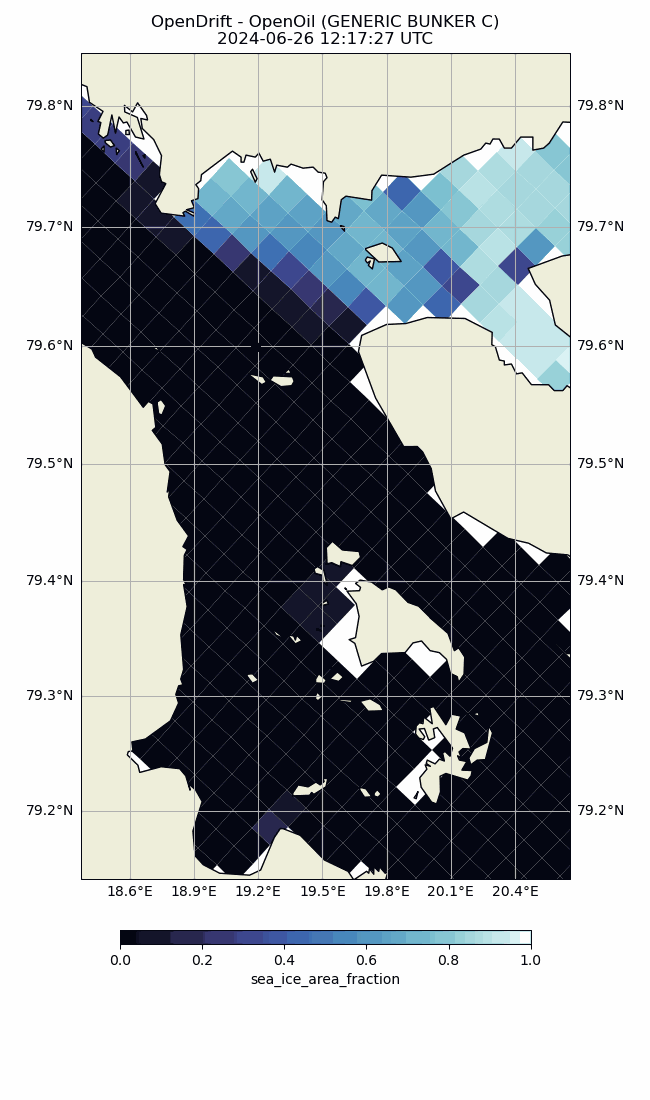 OpenDrift - OpenOil (GENERIC BUNKER C)
2024-06-26 12:17:27 UTC
79.8°N 79.8°N
79.7°N 79.7°N
79.6°N 79.6°N
79.5°N 79.5°N
79.4°N 79.4°N
79.3°N 79.3°N
79.2°N 79.2°N
18.6°E 18.9°E 19.2°E 19.5°E 19.8°E 20.1°E 20.4°E
0.0 0.2 0.4 0.6 0.8 1.0
sea_ice_area_fraction